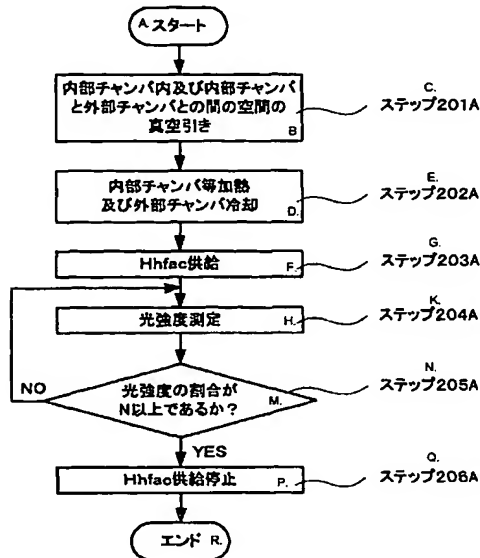 A. スタート
内部チャンバ内及び内部チャンバ
と外部チャンバとの間の空間の
真空引き
B
C.
ステップ201A
内部チャンバ等加熱
及び外部チャンバ冷却
D.
E.
ステップ202A
Hhfac供給
F.
G.
ステップ203A
光強度測定
H.
K.
ステップ204A
NO
光強度の割合が
N以上であるか?
M.
N.
ステップ205A
YES
Hhfac供給停止
P.
Q.
ステップ206A
エンド R.